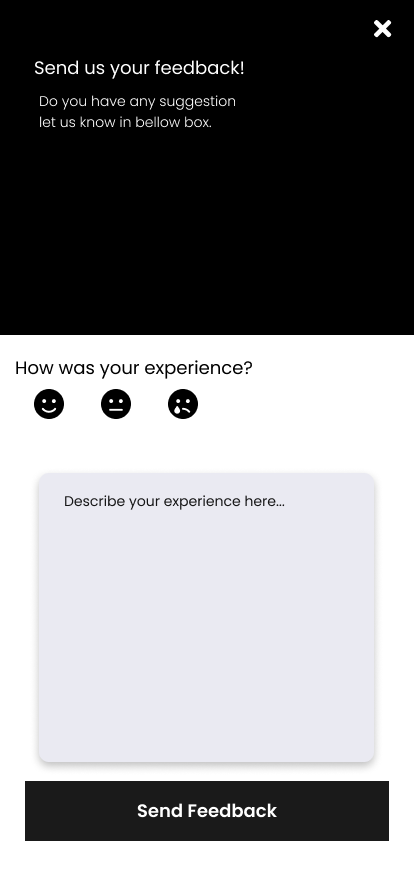 Send us your feedback!
Do you have any suggestion
let us know in bellow box.
How was your experience?
Describe your experience here...
Send Feedback